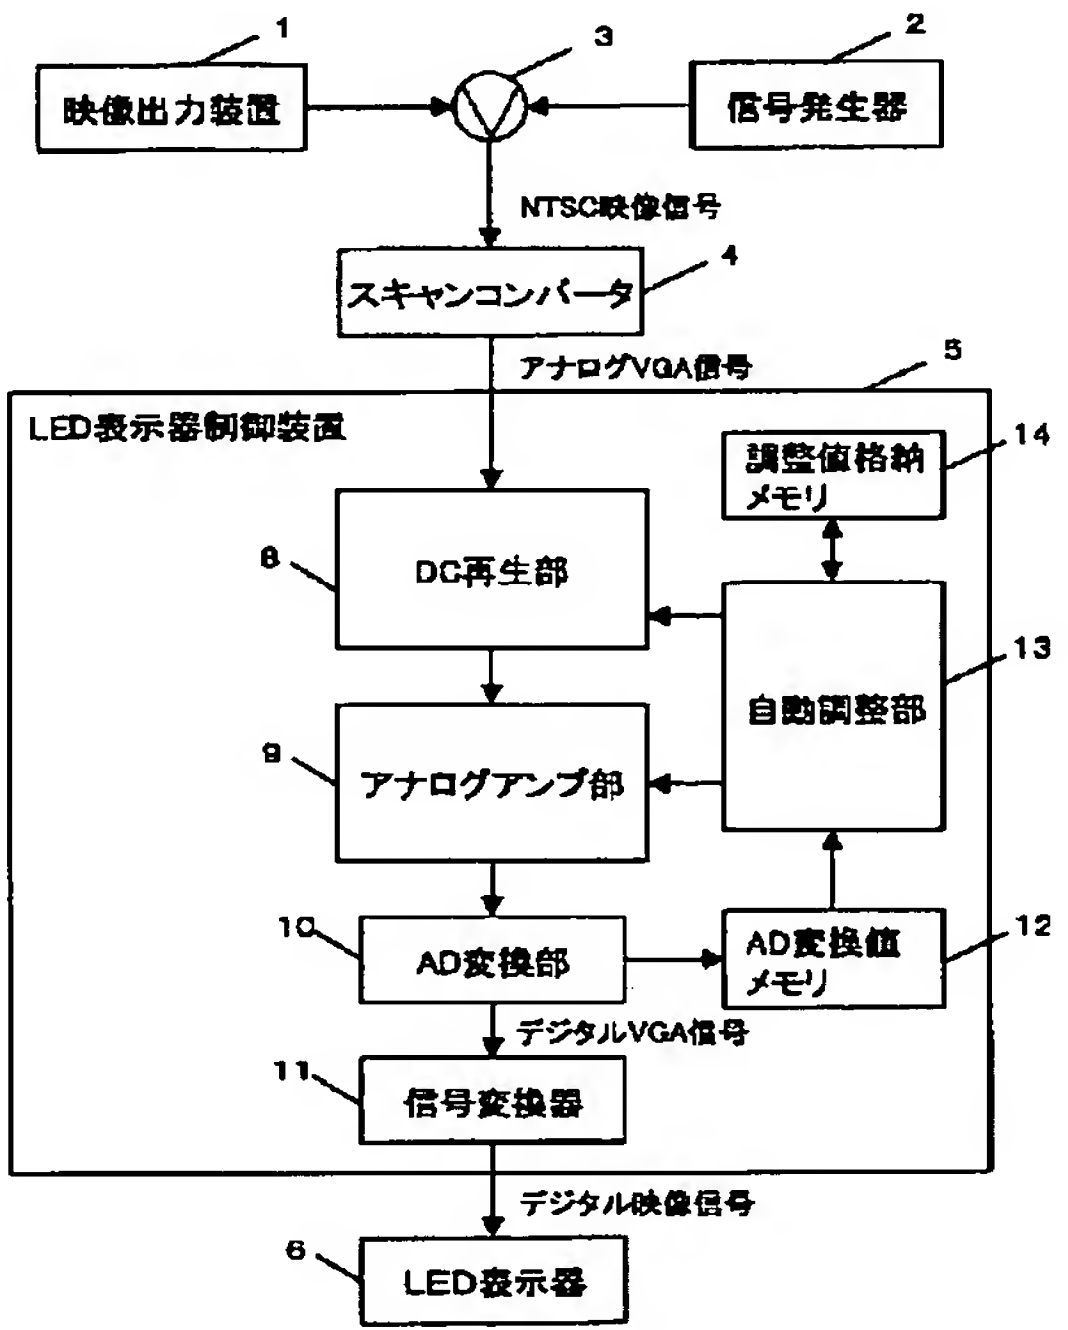 1
2
3
映像出力装置
信号発生器
NTSC映像信号
4
スキャンコンバータ
アナログVGA信号
5
LED表示器制御装置
14
調整値格納
メモリ
8
DC再生部
13
自動調整部
9
アナログアンプ部
10
AD変換部
12
AD変換値
メモリ
デジタルVGA信号
11
信号変換器
デジタル映像信号
6
LED表示器